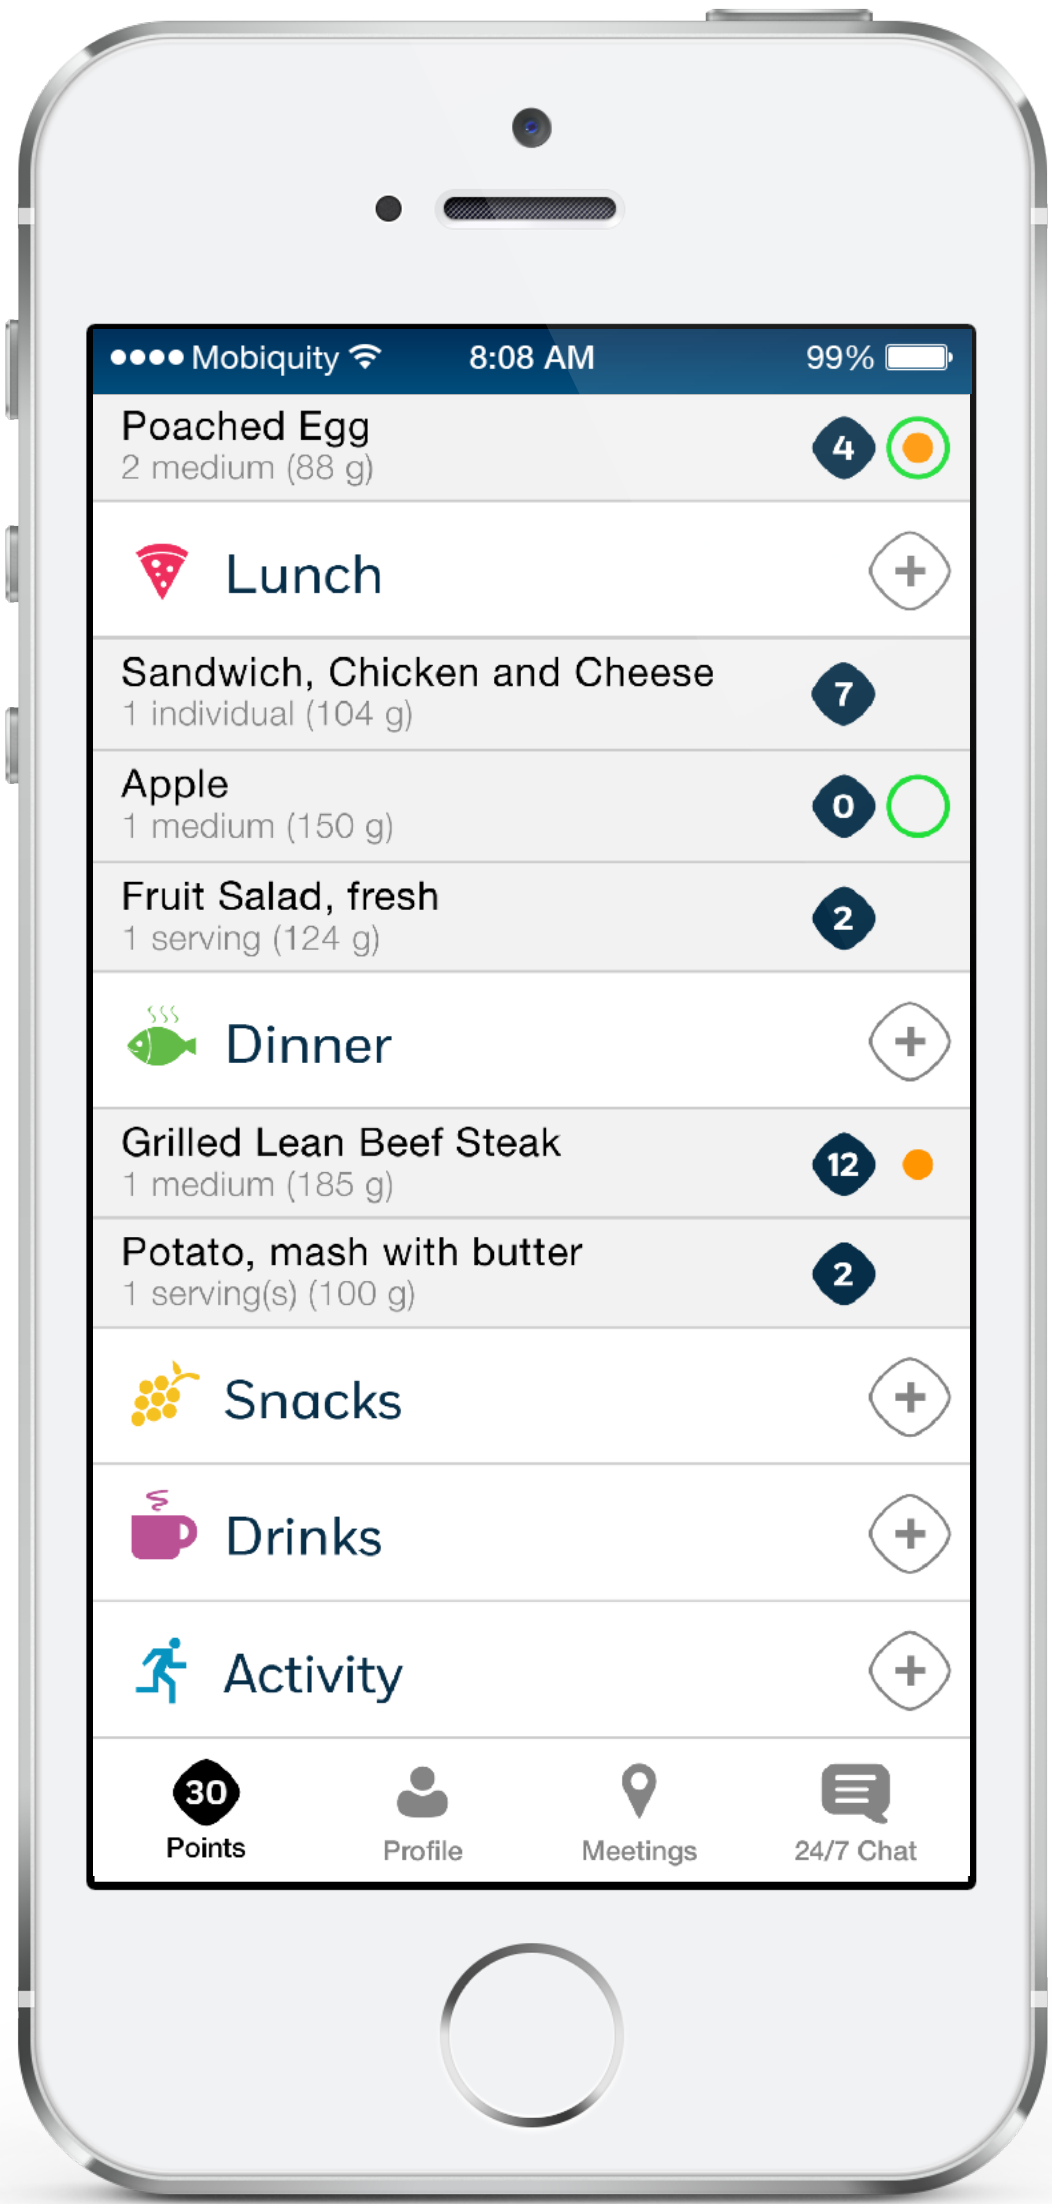 Mobiquity 8:08 AM 99%
Poached Egg
2 medium (88 g)
4
Lunch
Sandwich, Chicken and Cheese
1 individual (104 g)
7
Apple
1 medium (150 g)
0
Fruit Salad, fresh
1 serving (124 g)
2
Dinner
Grilled Lean Beef Steak
1 medium (185 g)
12
Potato, mash with butter
1 serving(s) (100 g)
2
Snacks
Drinks
Activity
30
Points Profile Meetings 24/7 Chat